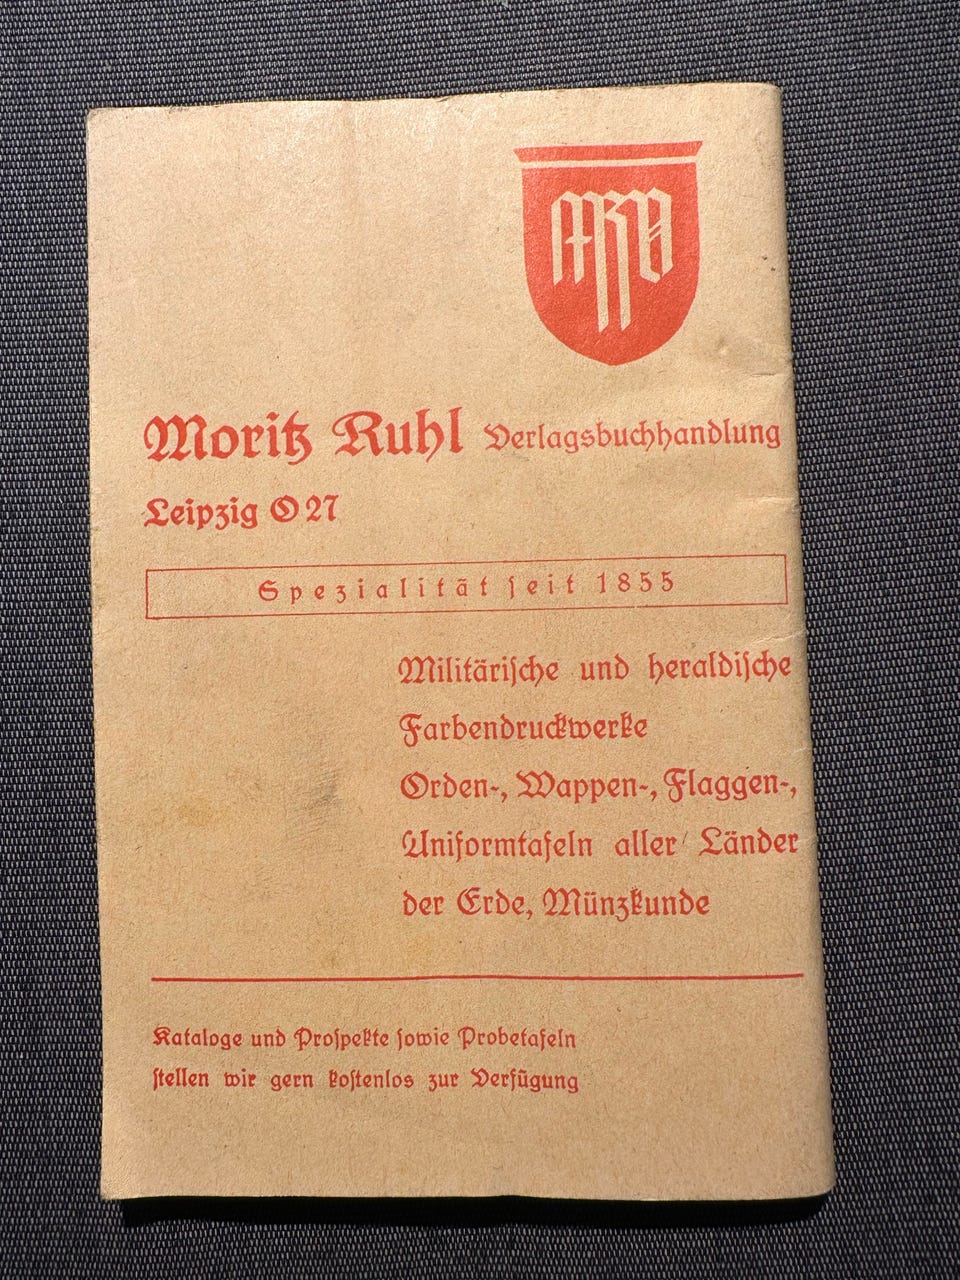 MRV
Moritz Ruhl Verlagsbuchhandlung
Leipzig O 27
Spezialität seit 1855
Militärische und heraldische
Farbendruckwerke
Orden-, Wappen-, Flaggen-,
Uniformtafeln aller Länder
der Erde, Münzkunde
Kataloge und Prospekte sowie Probetafeln
stellen wir gern kostenlos zur Verfügung